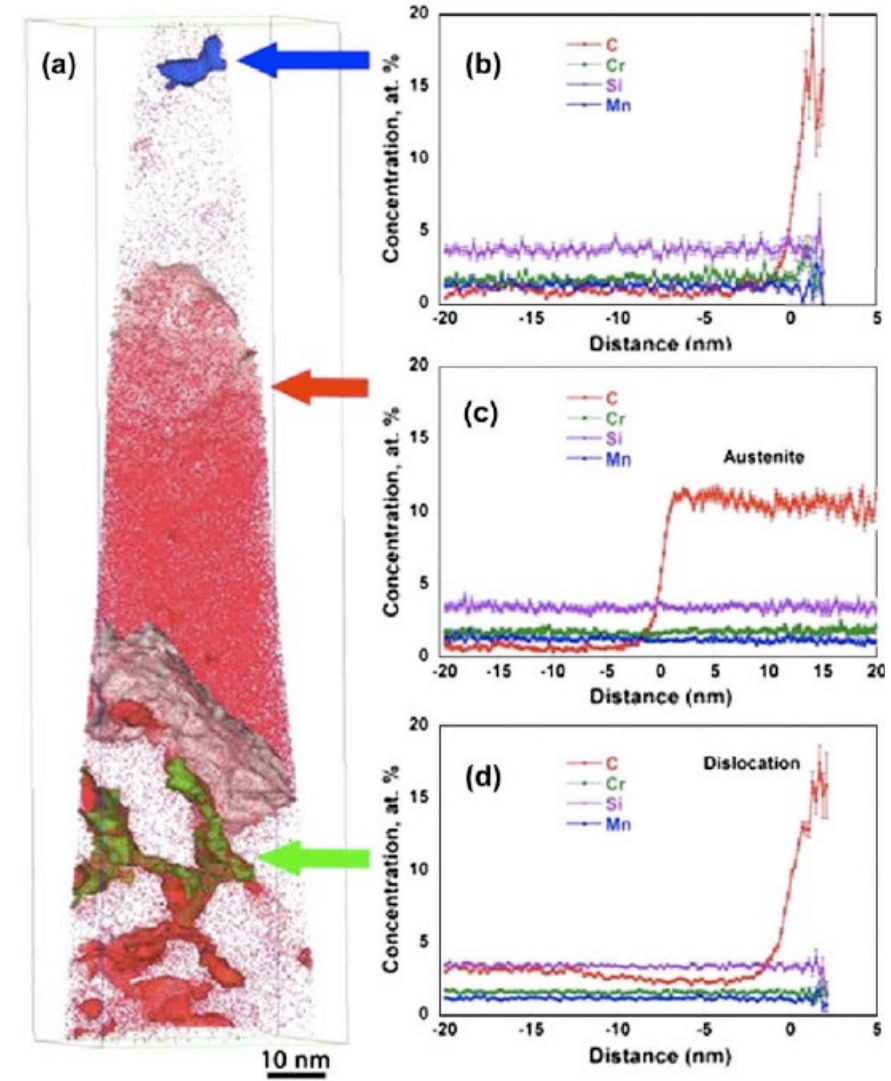 (a)
10 nm
(b)
C
Cr
Si
Mn
Concentration, at. %
20
15
10
5
0
-20 -15 -10 -5 0 5
Distance (nm)
(c)
C
Cr
Si
Mn
Austenite
Concentration, at. %
20
15
10
5
0
-20 -15 -10 -5 0 5 10 15 20
Distance (nm)
(d)
C
Cr
Si
Mn
Dislocation
Concentration, at. %
20
15
10
5
0
-20 -15 -10 -5 0 5
Distance (nm)